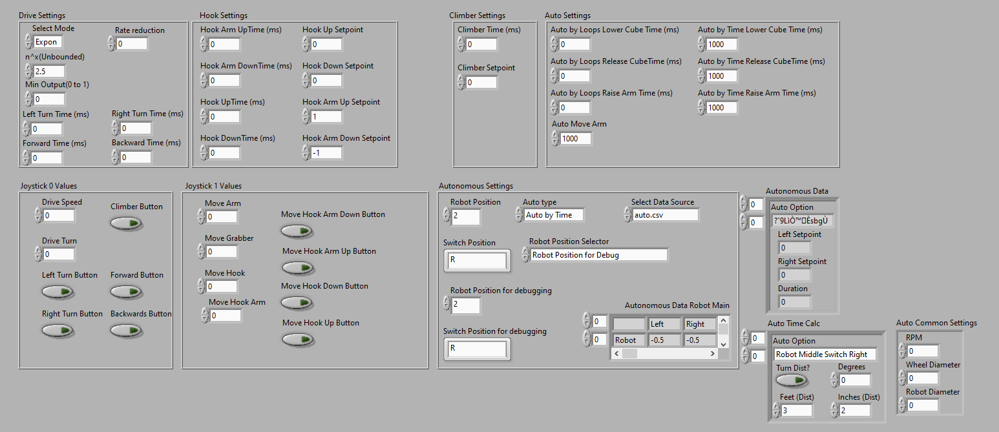 Drive Settings
Select Mode
Expon
Rate reduction
0
n^x(Unbounded)
2.5
Min Output(0 to 1)
0
Left Turn Time (ms)
0
Right Turn Time (ms)
0
Forward Time (ms)
0
Backward Time (ms)
0
Hook Settings
Hook Arm UpTime (ms)
0
Hook Up Setpoint
0
Hook Arm DownTime (ms)
0
Hook Down Setpoint
0
Hook UpTime (ms)
0
Hook Arm Up Setpoint
1
Hook DownTime (ms)
0
Hook Arm Down Setpoint
-1
Climber Settings
Climber Time (ms)
0
Climber Setpoint
0
Auto Settings
Auto by Loops Lower Cube Time (ms)
0
Auto by Time Lower Cube Time (ms)
1000
Auto by Loops Release CubeTime (ms)
0
Auto by Time Release CubeTime (ms)
1000
Auto by Loops Raise Arm Time (ms)
0
Auto by Time Raise Arm Time (ms)
1000
Auto Move Arm
1000
Joystick 0 Values
Drive Speed
0
Climber Button
Drive Turn
0
Left Turn Button
Forward Button
Right Turn Button
Backwards Button
Joystick 1 Values
Move Arm
0
Move Hook Arm Down Button
Move Grabber
0
Move Hook Arm Up Button
Move Hook
0
Move Hook Down Button
Move Hook Arm
0
Move Hook Up Button
Autonomous Settings
Robot Position
2
Auto type
Auto by Time
Select Data Source
auto.csv
Switch Position
R
Robot Position Selector
Robot Position for Debug
Robot Position for debugging
2
Switch Position for debugging
R
Autonomous Data Robot Main
0
0
Left Right
Robot -0.5 -0.5
Autonomous Data
0
0
Auto Option
Left Setpoint
0
Right Setpoint
0
Duration
0
Auto Time Calc
0
0
Auto Option
Robot Middle Switch Right
Turn Dist?
Degrees
0
Feet (Dist)
3
Inches (Dist)
2
Auto Common Settings
RPM
0
Wheel Diameter
0
Robot Diameter
0